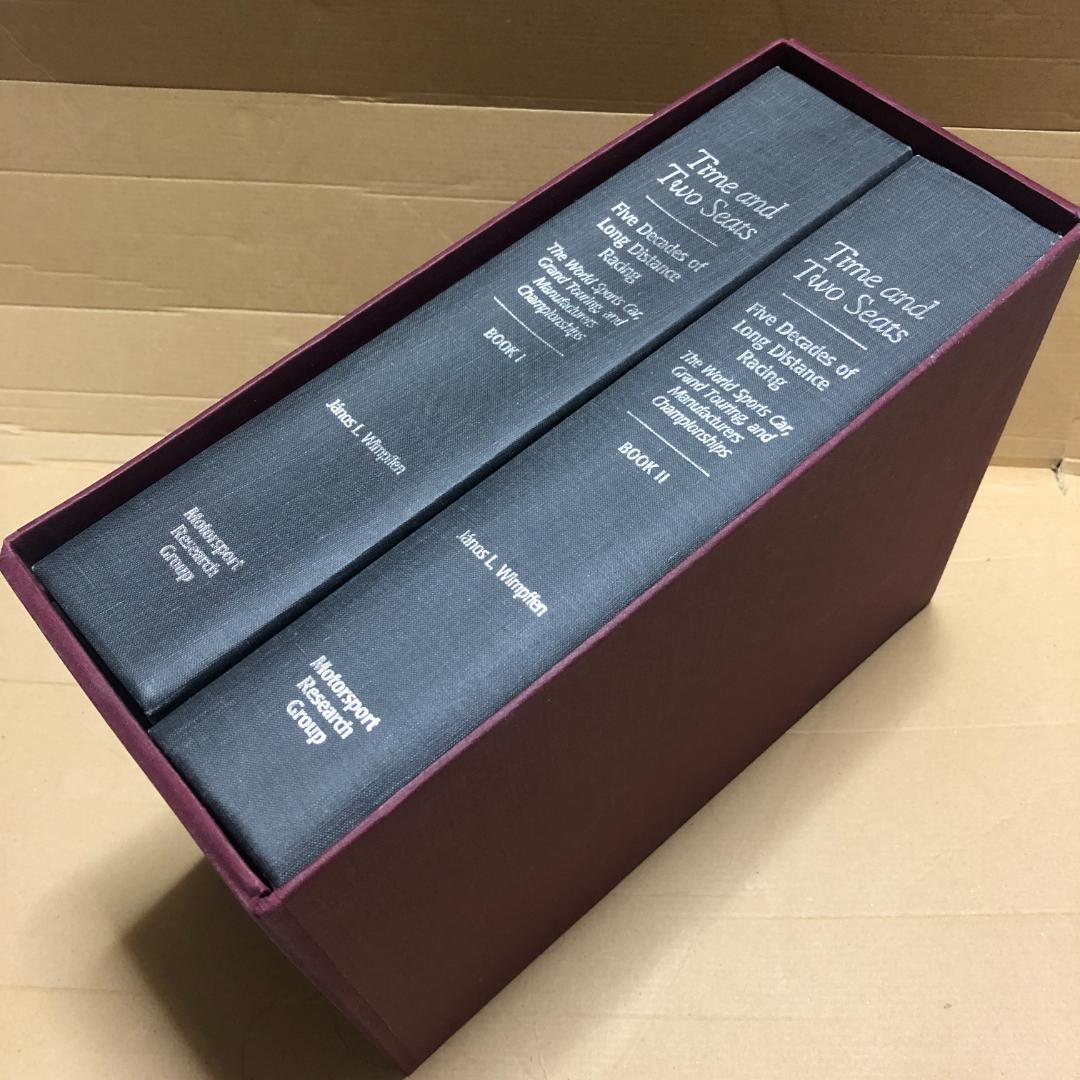 Time and
Two Seats
Five Decades of
Long Distance
Racing
The World Sports Car,
Grand Touring, and
Manufacturers
Championships
BOOK I
János L. Wimpffen
Motorsport
Research
Group
Time and
Two Seats
Five Decades of
Long Distance
Racing
The World Sports Car,
Grand Touring, and
Manufacturers
Championships
BOOK II
János L. Wimpffen
Motorsport
Research
Group